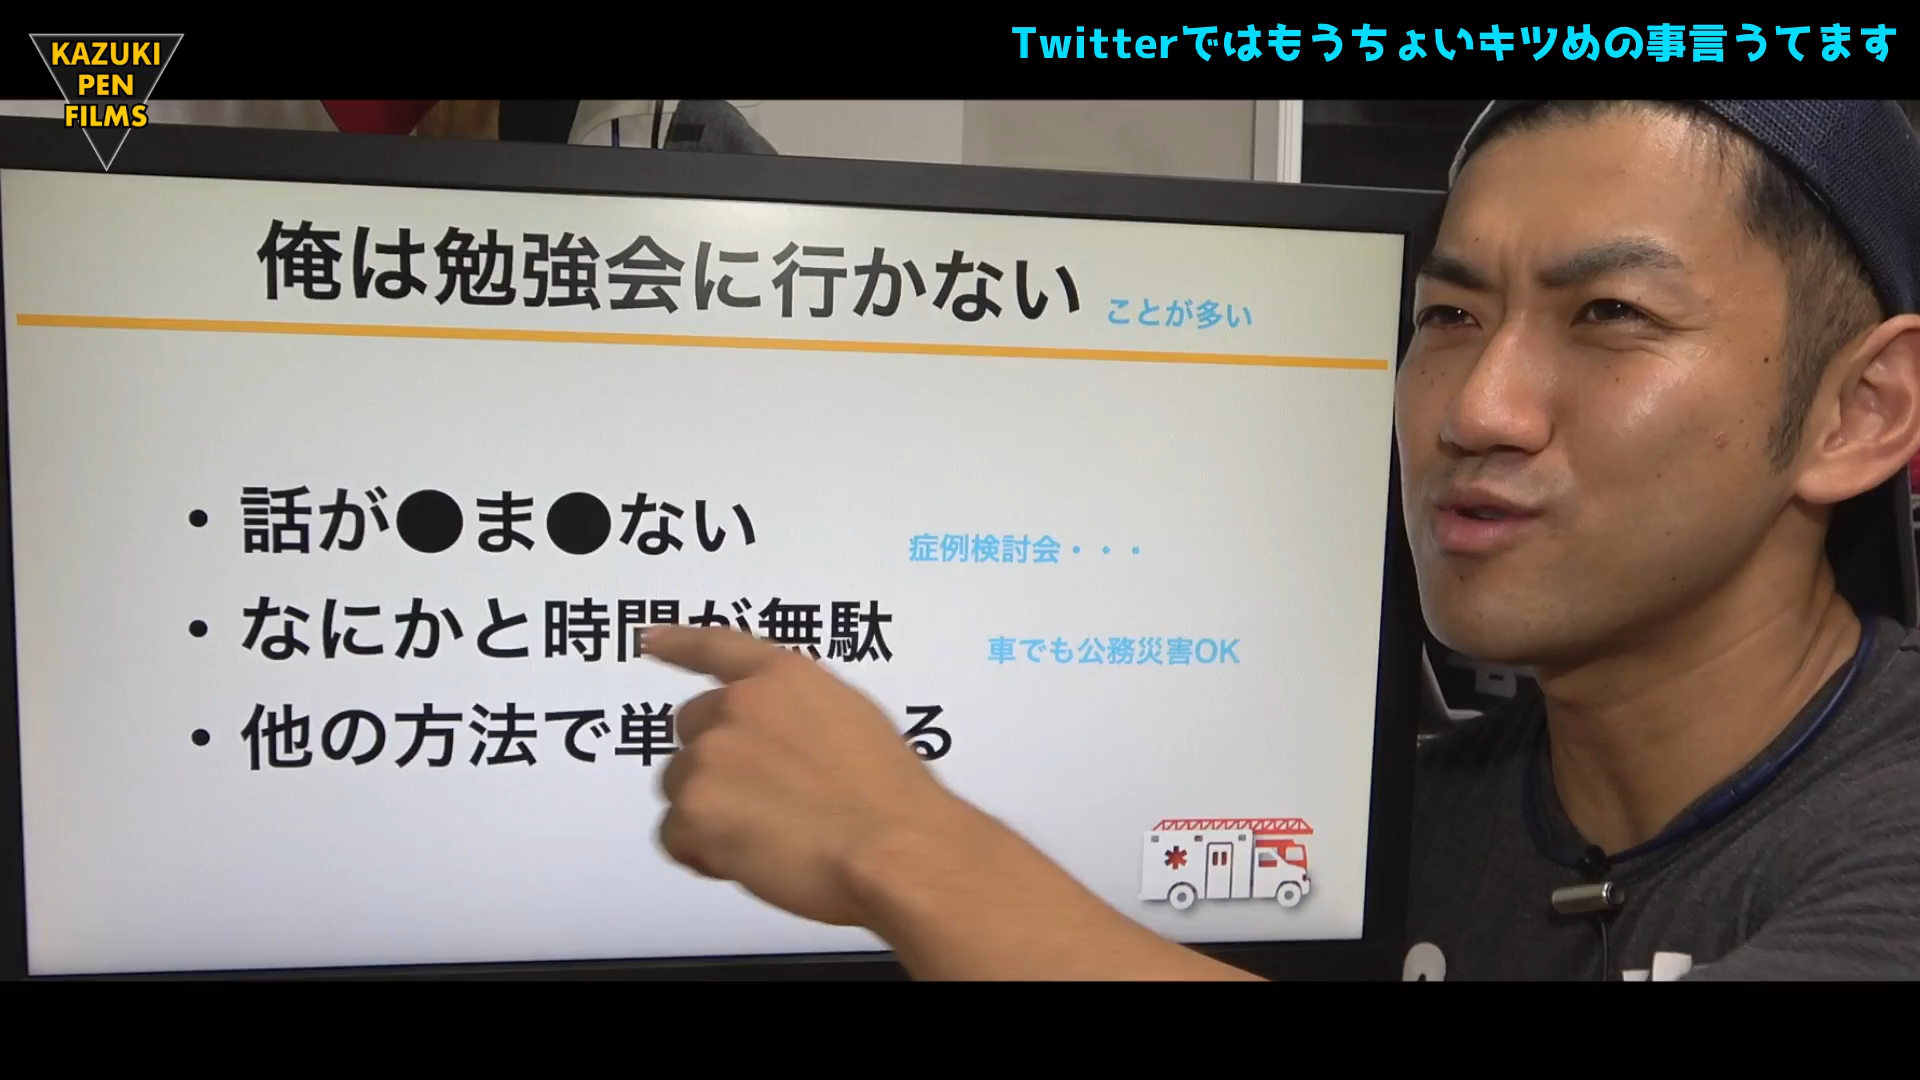 KAZUKI
PEN
FILMS
Twitterではもうちょいキツめの事言うてます
俺は勉強会に行かない ことが多い
・話が●ま●ない 症例検討会・・・
・なにかと時間が無駄 車でも公務災害OK
・他の方法で単 る